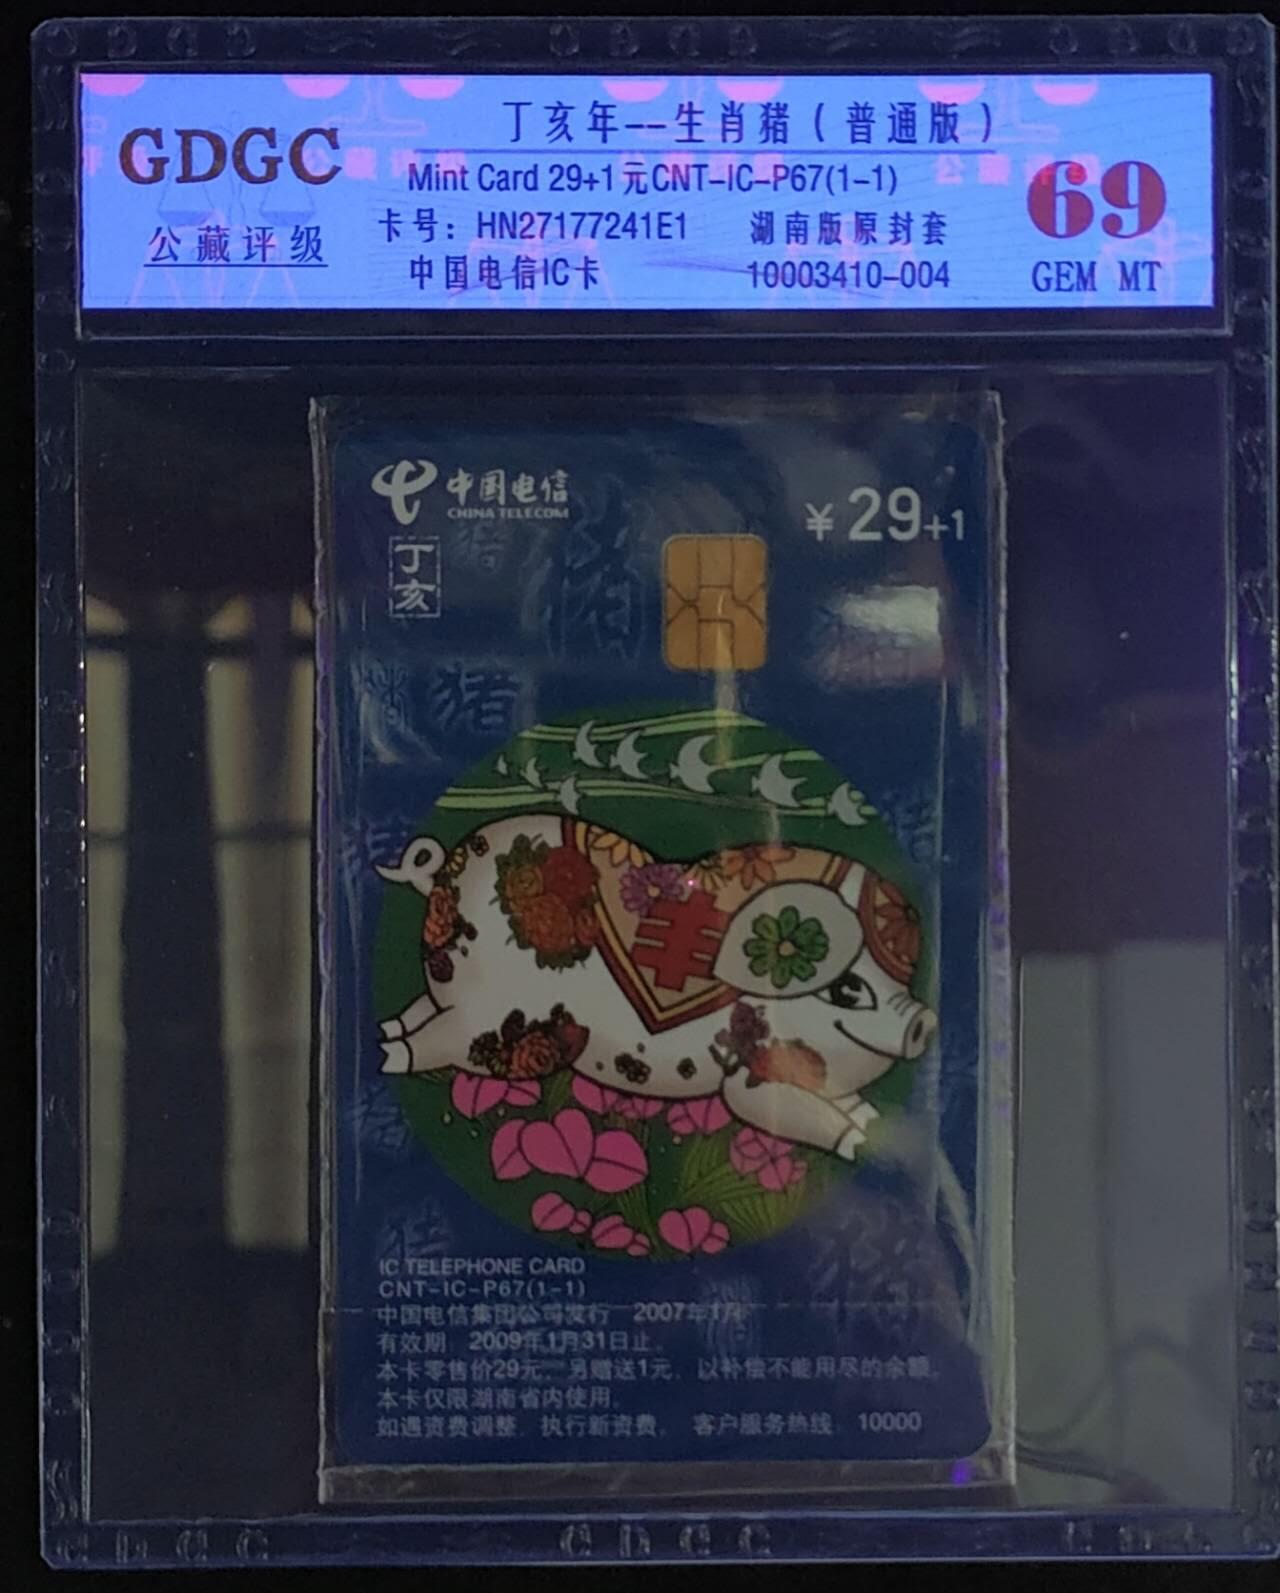 GDGC
公藏评级
丁亥年--生肖猪（普通版）
Mint Card 29+1元CNT-IC-P67(1-1)
卡号：HN27177241E1 湖南版原封套
中国电信IC卡 10003410-004
69
GEM MT
中国电信
CHINA TELECOM
¥29+1
丁亥
猪
丰
IC TELEPHONE CARD
CNT-IC-P67(1-1)
中国电信集团公司发行 2007年1月
有效期 2009年1月31日止。
本卡零售价29元，另赠送1元，以补偿不能用尽的余额。
本卡仅限湖南省内使用。
如遇资费调整，执行新资费。 客户服务热线：10000